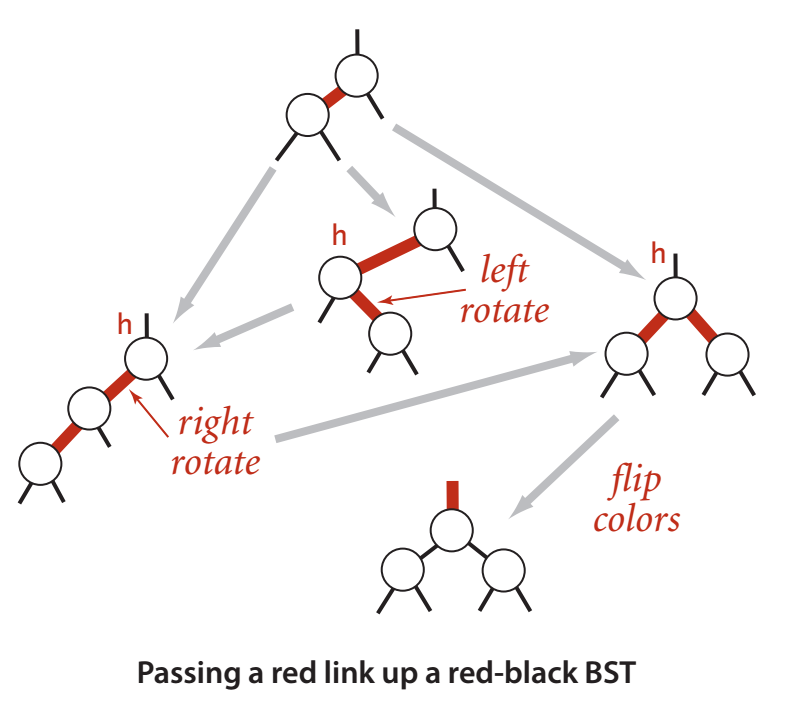 h
left
rotate
h
h
right
rotate
flip
colors
Passing a red link up a red-black BST